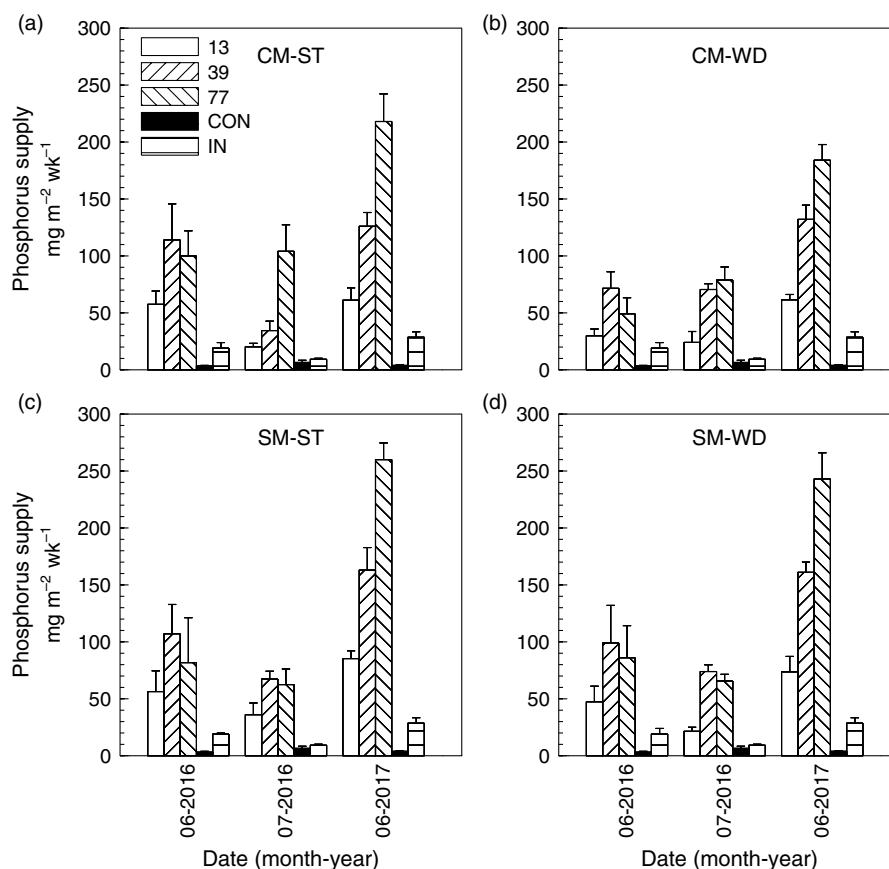 (a)
CM-ST
13
39
77
CON
IN
Phosphorus supply
mg m⁻² wk⁻¹
300
250
200
150
100
50
0
(b)
CM-WD
300
250
200
150
100
50
0
(c)
SM-ST
Phosphorus supply
mg m⁻² wk⁻¹
300
250
200
150
100
50
0
06-2016
07-2016
06-2017
Date (month-year)
(d)
SM-WD
300
250
200
150
100
50
0
06-2016
07-2016
06-2017
Date (month-year)